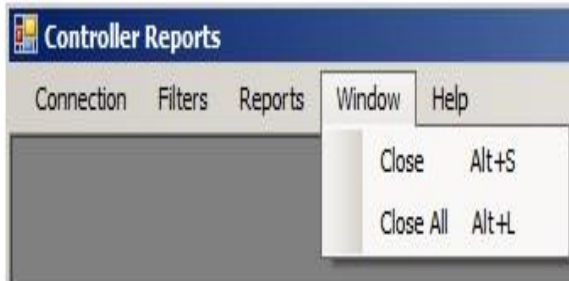 Controller Reports
Connection Filters Reports Window Help
Close Alt+S
Close All Alt+L